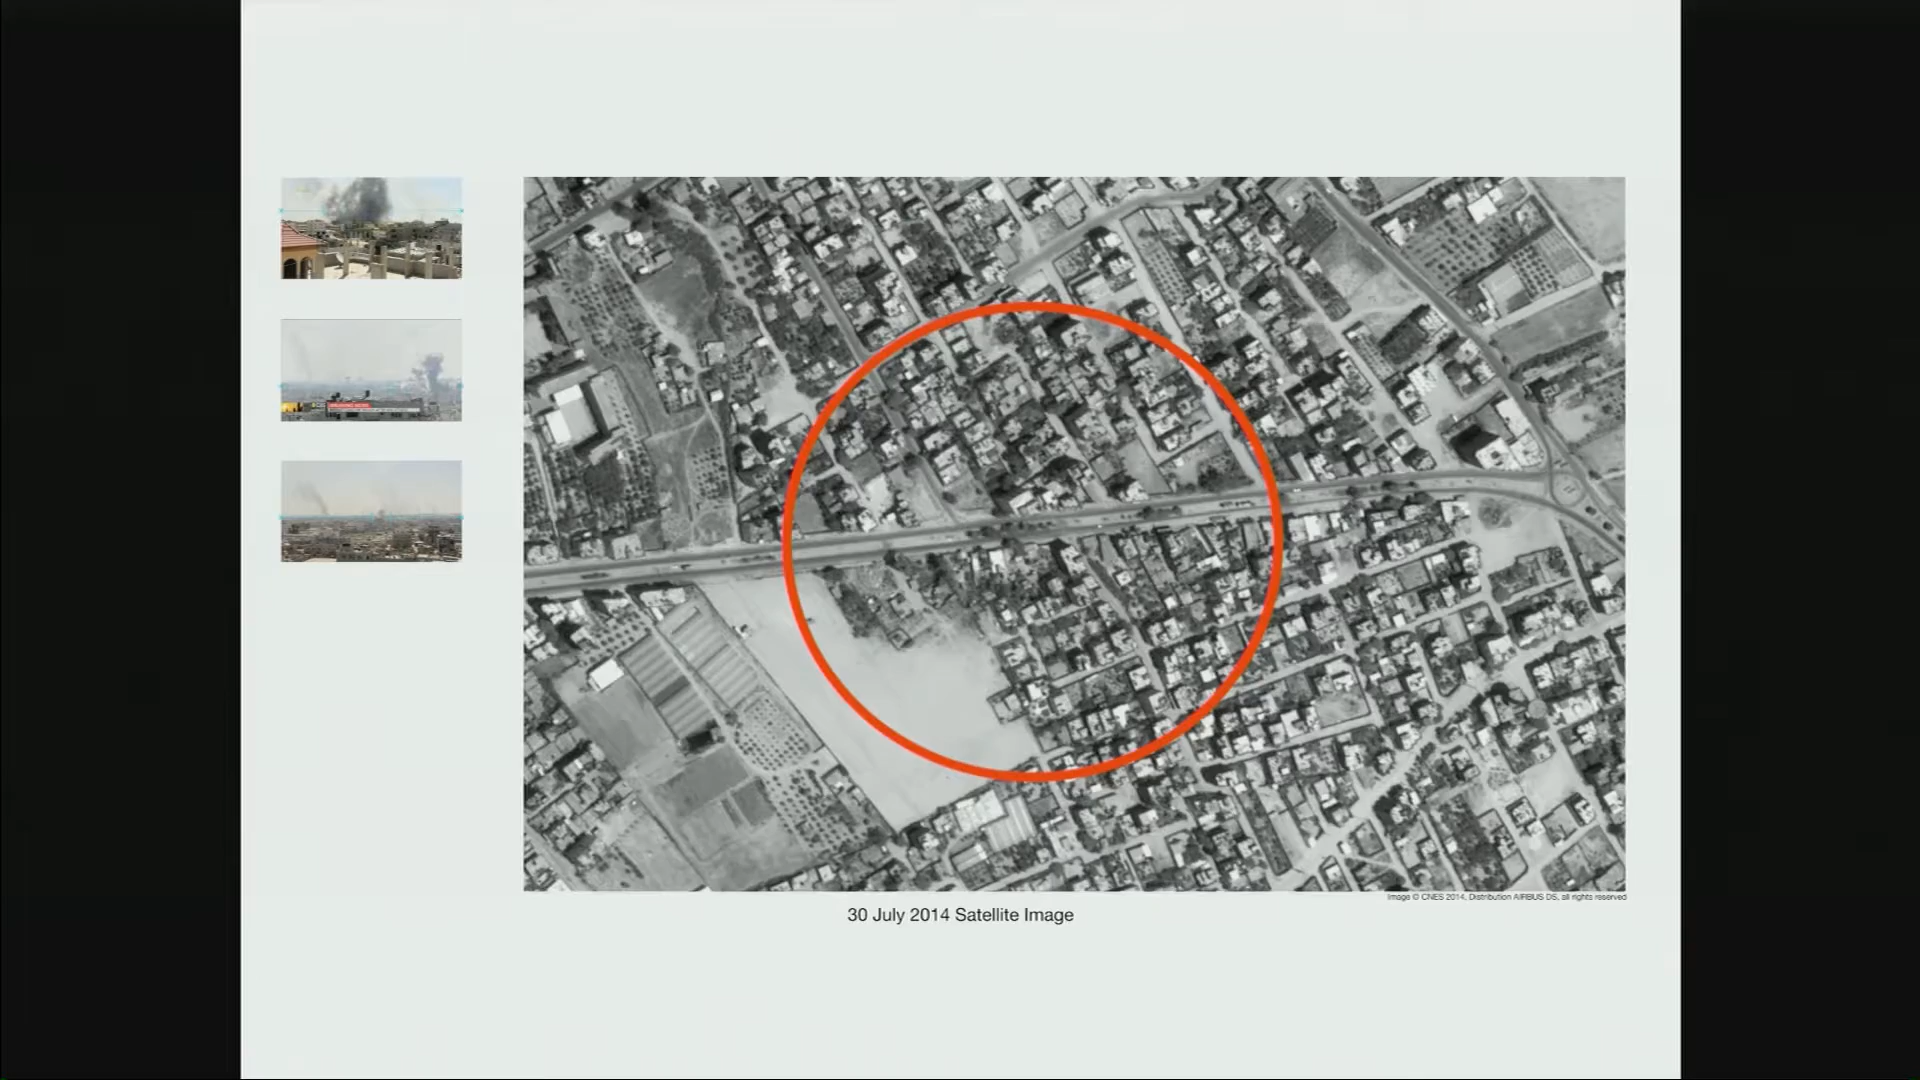 Image © CNES 2014, Distribution AIRBUS DS, all rights reserved
30 July 2014 Satellite Image